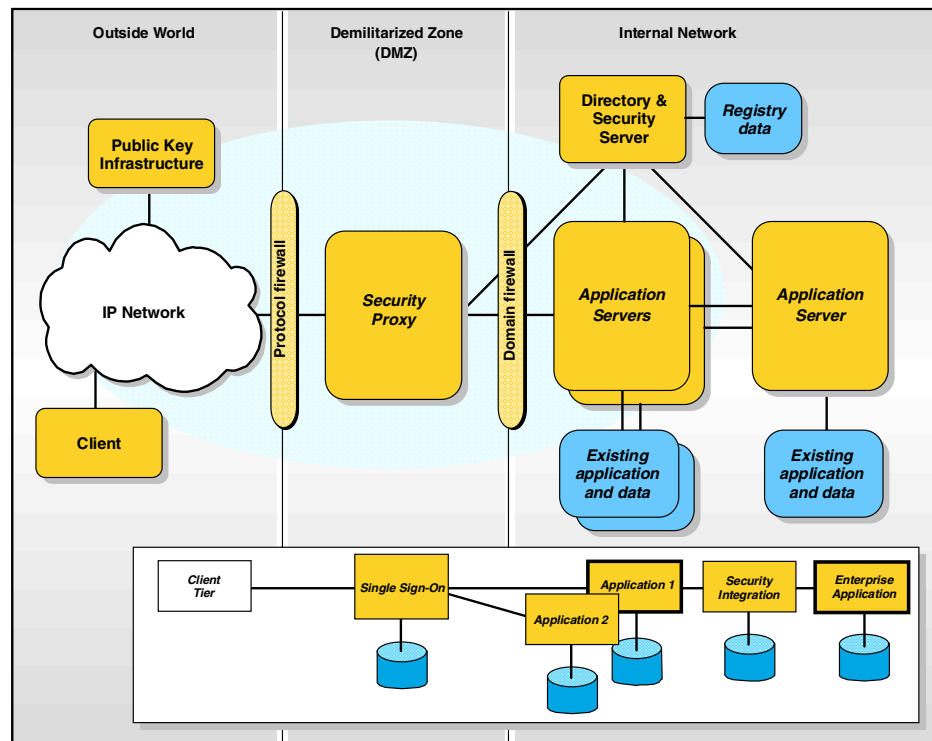 Outside World
Demilitarized Zone
(DMZ)
Internal Network
Directory &
Security
Server
Registry
data
Public Key
Infrastructure
IP Network
Protocol firewall
Security
Proxy
Domain firewall
Application
Servers
Application
Server
Client
Existing
application
and data
Existing
application
and data
Client
Tier
Single Sign-On
Application 1
Application 2
Security
Integration
Enterprise
Application